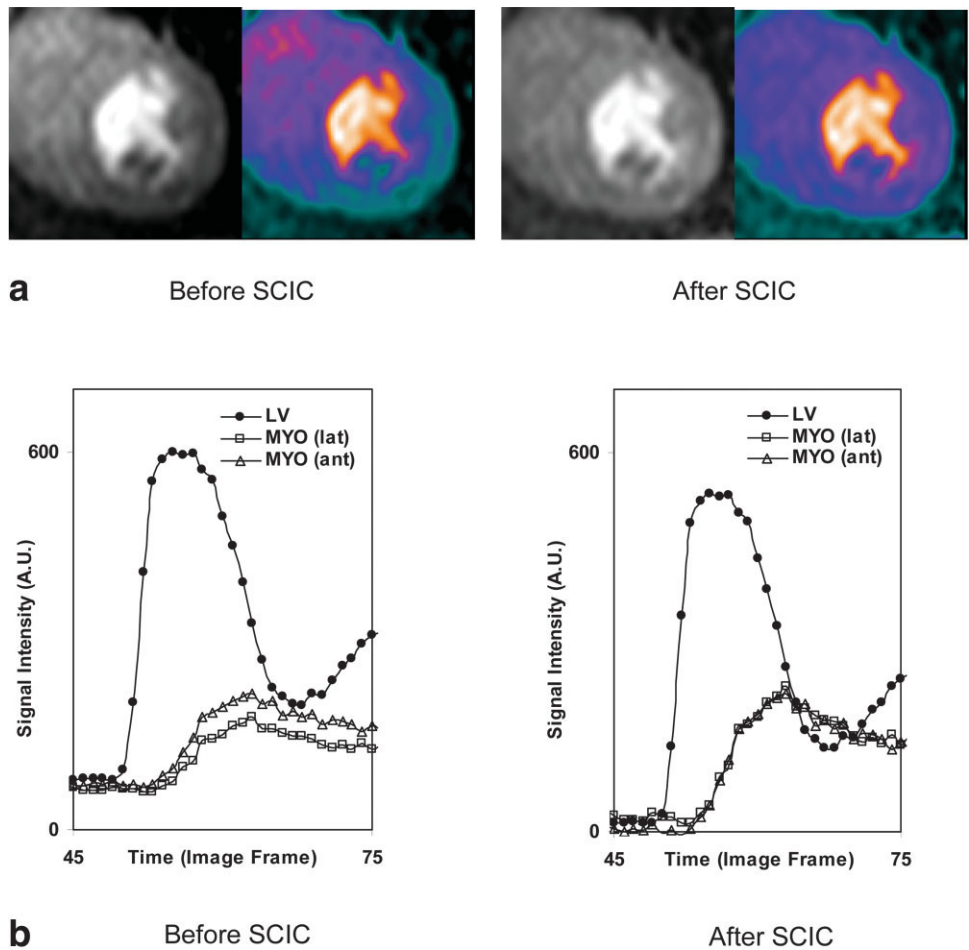 a
Before SCIC
After SCIC
LV
MYO (lat)
MYO (ant)
600
0
45
75
Time (Image Frame)
Signal Intensity (A.U.)
LV
MYO (lat)
MYO (ant)
600
0
45
75
Time (Image Frame)
Signal Intensity (A.U.)
b
Before SCIC
After SCIC